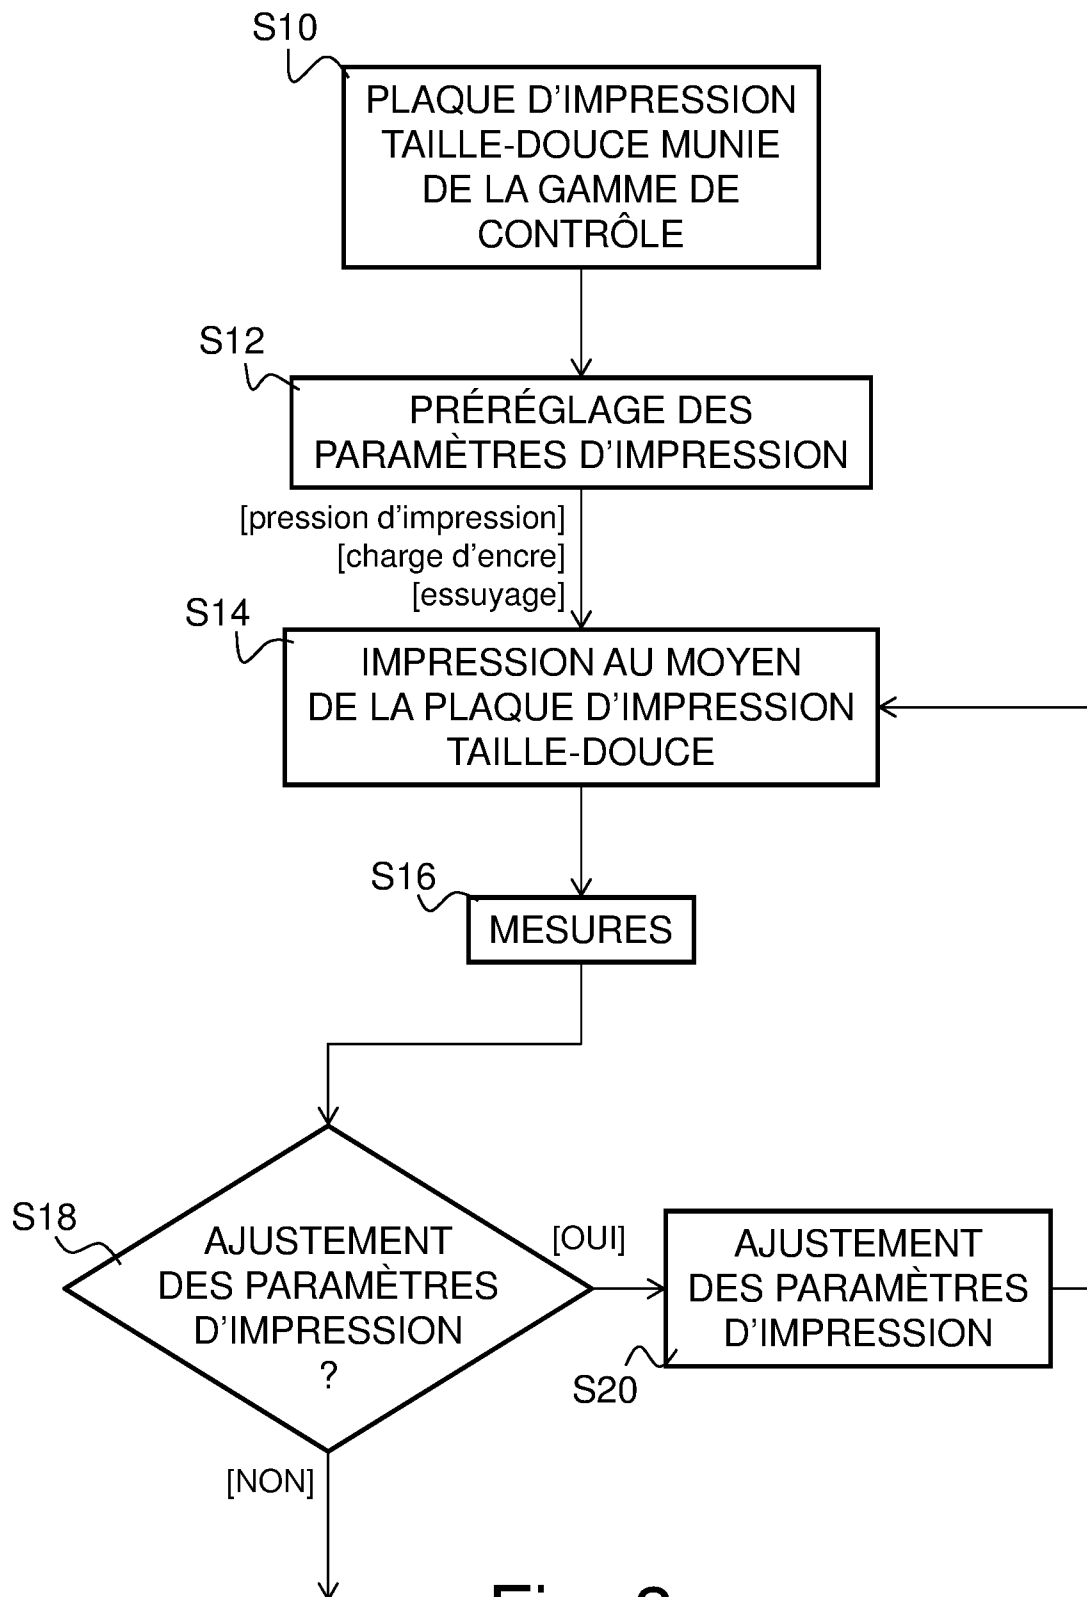 S10
PLAQUE D'IMPRESSION
TAILLE-DOUCE MUNIE
DE LA GAMME DE
CONTRÔLE
S12
PRÉRÉGLAGE DES
PARAMÈTRES D'IMPRESSION
[pression d'impression]
[charge d'encre]
[essuyage]
S14
IMPRESSION AU MOYEN
DE LA PLAQUE D'IMPRESSION
TAILLE-DOUCE
S16
MESURES
S18
AJUSTEMENT
DES PARAMÈTRES
D'IMPRESSION
?
[OUI]
AJUSTEMENT
DES PARAMÈTRES
D'IMPRESSION
S20
[NON]